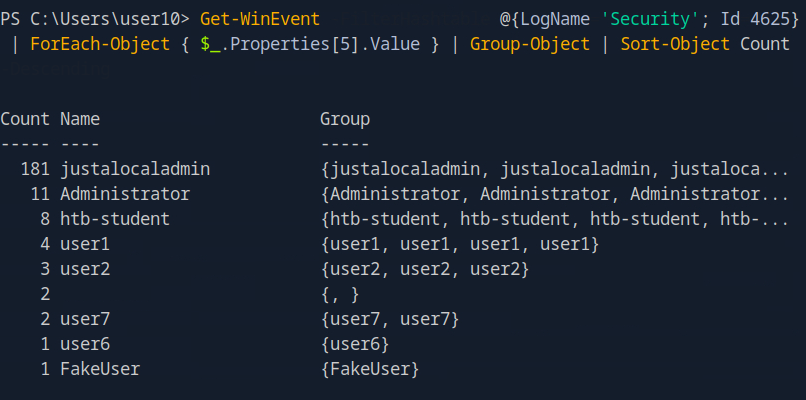 PS C:\Users\user10> Get-WinEvent @{LogName 'Security'; Id 4625}
| ForEach-Object { $_.Properties[5].Value } | Group-Object | Sort-Object Count
Count Name Group
----- ---- -----
181 justalocaladmin {justalocaladmin, justalocaladmin, justaloca...
11 Administrator {Administrator, Administrator, Administrator...
8 htb-student {htb-student, htb-student, htb-student, htb-...
4 user1 {user1, user1, user1, user1}
3 user2 {user2, user2, user2}
2 {, }
2 user7 {user7, user7}
1 user6 {user6}
1 FakeUser {FakeUser}